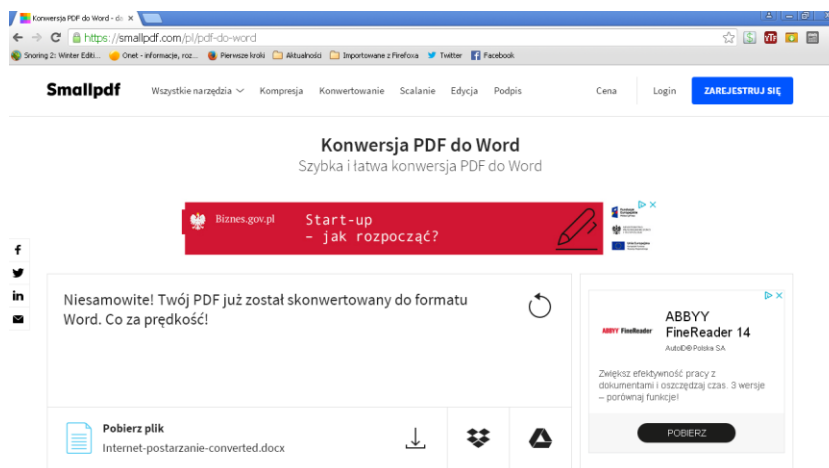 Konwersja PDF do Word - da
https://smallpdf.com/pl/pdf-do-word
Snoring 2: Winter Editi... Onet - informacje, roz... Pierwsze kroki Aktualności Importowane z Firefoxa Twitter Facebook
Smallpdf Wszystkie narzędzia Kompresja Konwertowanie Scalanie Edycja Podpis Cena Login ZAREJESTRUJ SIĘ
Konwersja PDF do Word
Szybka i łatwa konwersja PDF do Word
Biznes.gov.pl Start-up
– jak rozpocząć?
Niesamowite! Twój PDF już został skonwertowany do formatu
Word. Co za prędkość!
ABBYY
ABBYY FineReader FineReader 14
AutoID® Polska SA
Zwiększ efektywność pracy z
dokumentami i oszczędzaj czas. 3 wersje
– porównaj funkcje!
POBIERZ
Pobierz plik
Internet-postarzanie-converted.docx